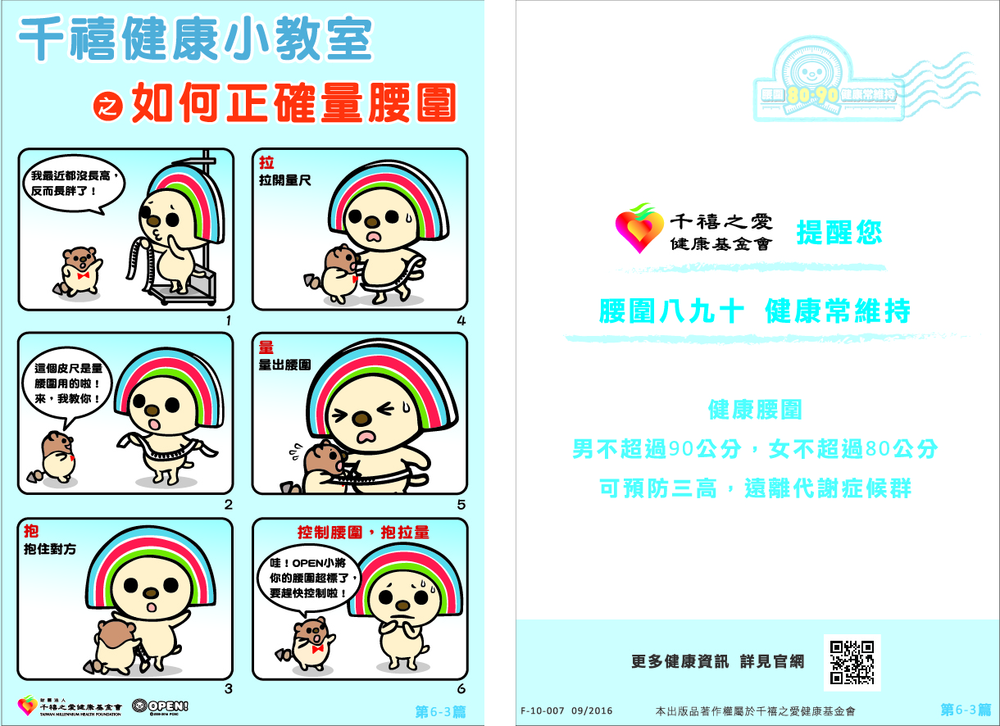 千禧健康小教室
之如何正確量腰圍
我最近都沒長高，
反而長胖了！
1
這個皮尺是量
腰圍用的啦！
來，我教你！
2
抱
抱住對方
3
拉
拉開量尺
4
量
量出腰圍
5
控制腰圍，抱拉量
哇！OPEN小將
你的腰圍超標了，
要趕快控制啦！
6
財團法人
千禧之愛健康基金會
TAIWAN MILLENNIUM HEALTH FOUNDATION
OPEN!
第6-3篇
腰圍80·90健康常維持
千禧之愛
健康基金會
提醒您
腰圍八九十 健康常維持
健康腰圍
男不超過90公分，女不超過80公分
可預防三高，遠離代謝症候群
更多健康資訊 詳見官網
F-10-007 09/2016
本出版品著作權屬於千禧之愛健康基金會
第6-3篇